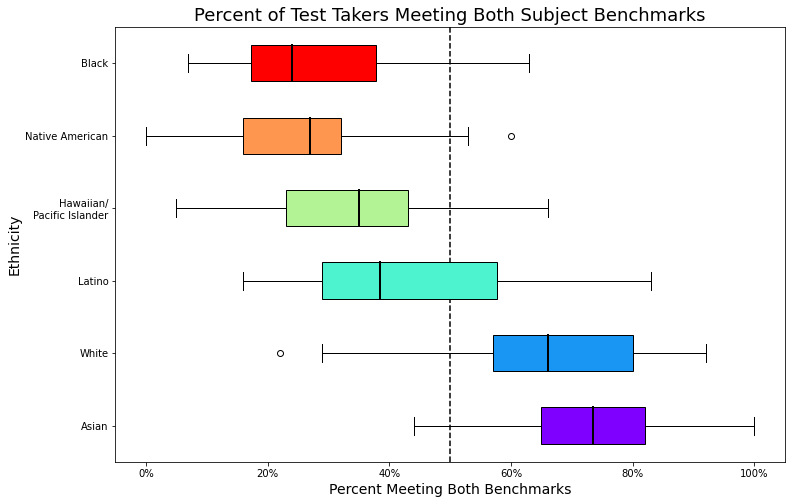 Percent of Test Takers Meeting Both Subject Benchmarks
Ethnicity
Black
Native American
Hawaiian/
Pacific Islander
Latino
White
Asian
0% 20% 40% 60% 80% 100%
Percent Meeting Both Benchmarks